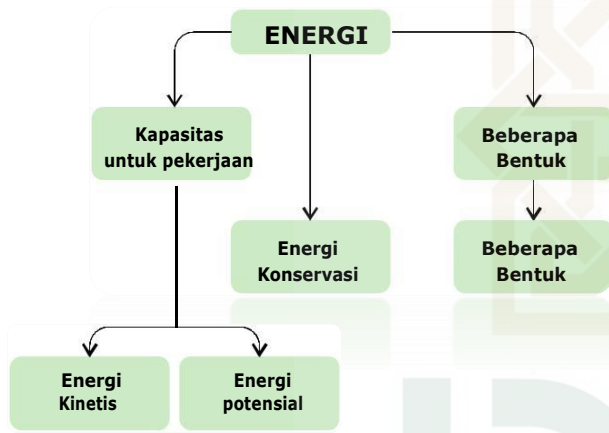 ENERGI
Kapasitas
untuk pekerjaan
Beberapa
Bentuk
Energi
Konservasi
Beberapa
Bentuk
Energi
Kinetis
Energi
potensial